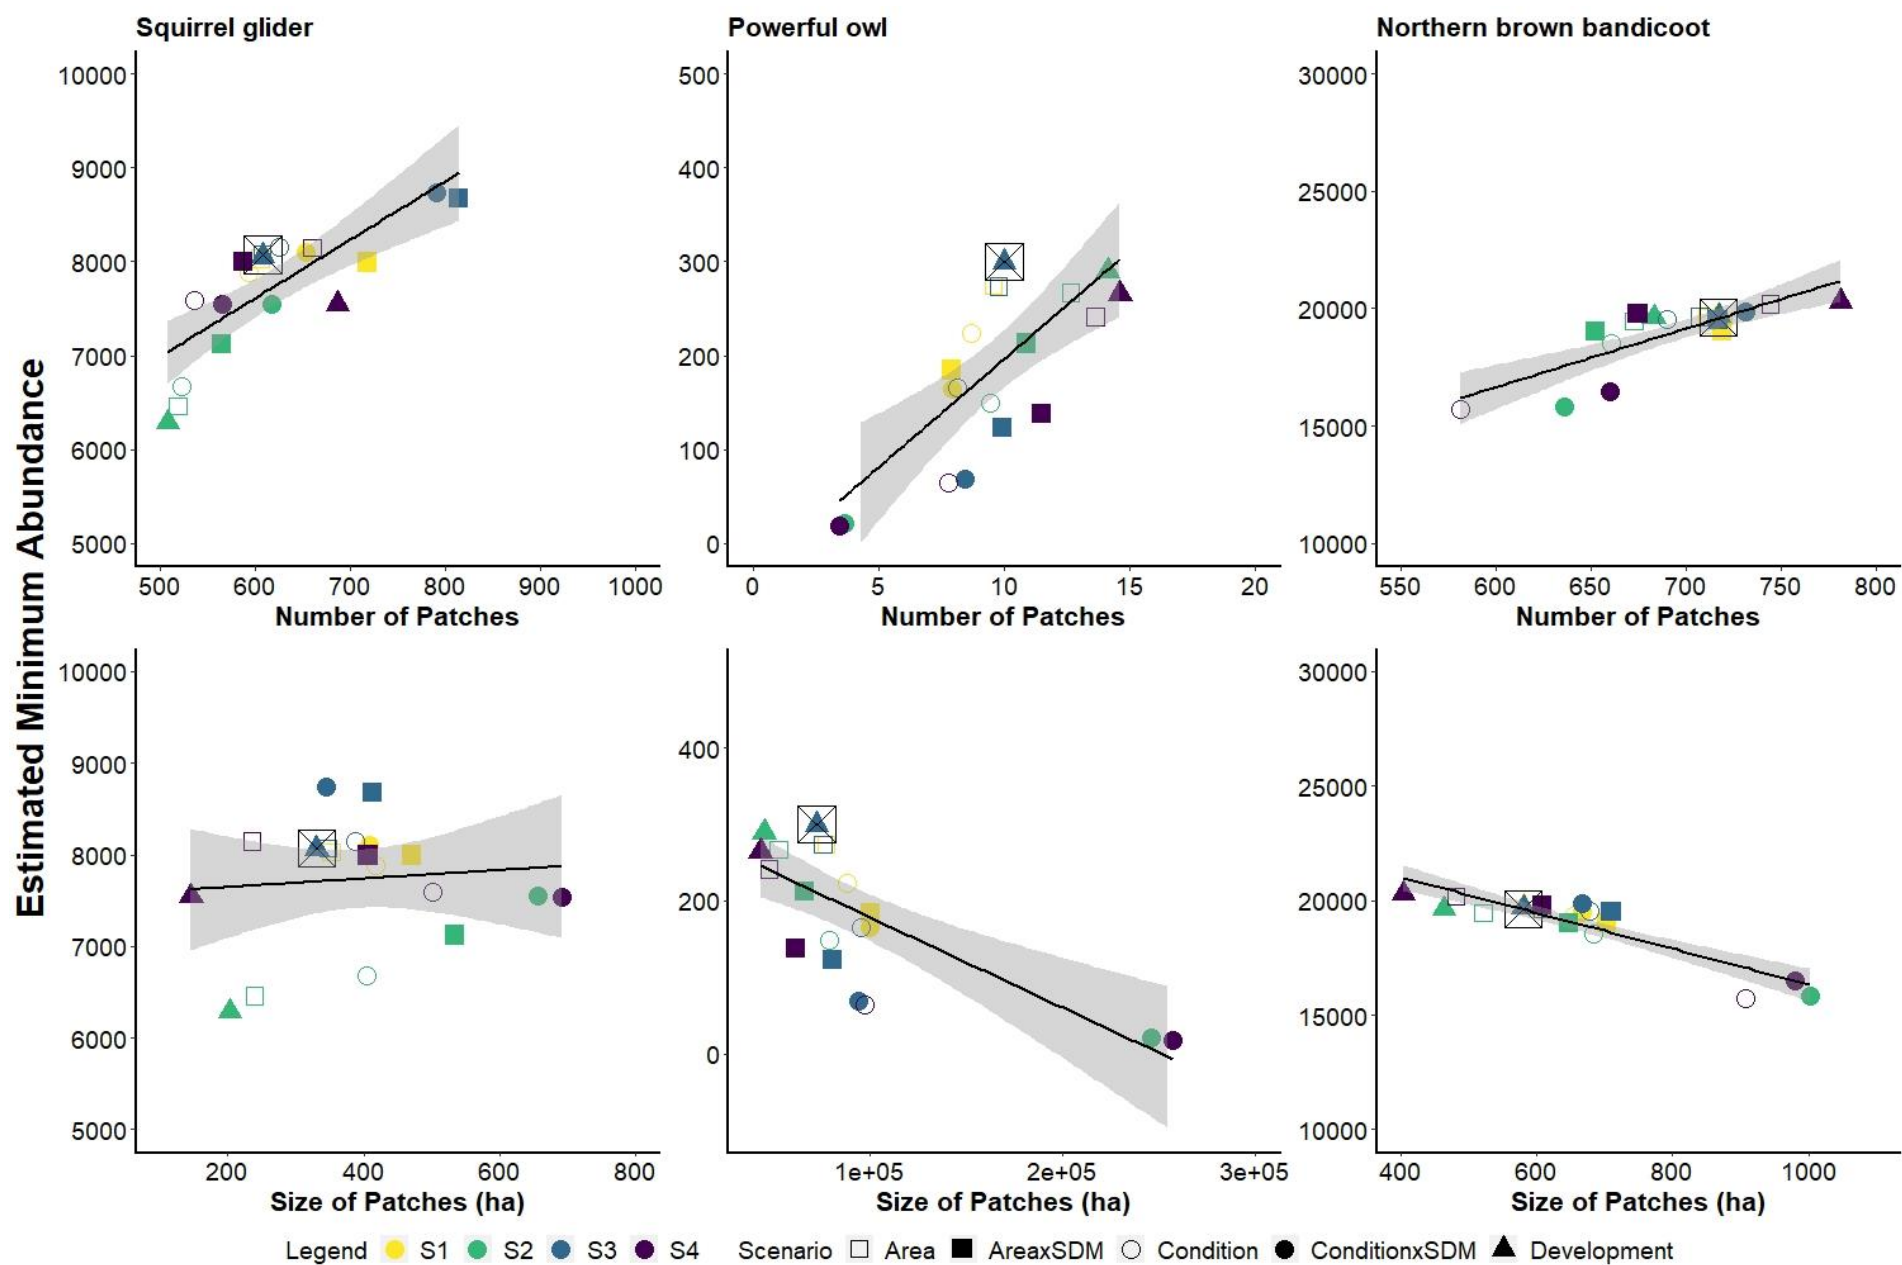 Squirrel glider
Powerful owl
Northern brown bandicoot
Estimated Minimum Abundance
10000
9000
8000
7000
6000
5000
500 600 700 800 900 1000
Number of Patches
500
400
300
200
100
0
0 5 10 15 20
Number of Patches
30000
25000
20000
15000
10000
550 600 650 700 750 800
Number of Patches
10000
9000
8000
7000
6000
5000
200 400 600 800
Size of Patches (ha)
400
200
0
1e+05 2e+05 3e+05
Size of Patches (ha)
30000
25000
20000
15000
10000
400 600 800 1000
Size of Patches (ha)
Legend S1 S2 S3 S4 Scenario Area AreaxSDM Condition ConditionxSDM Development